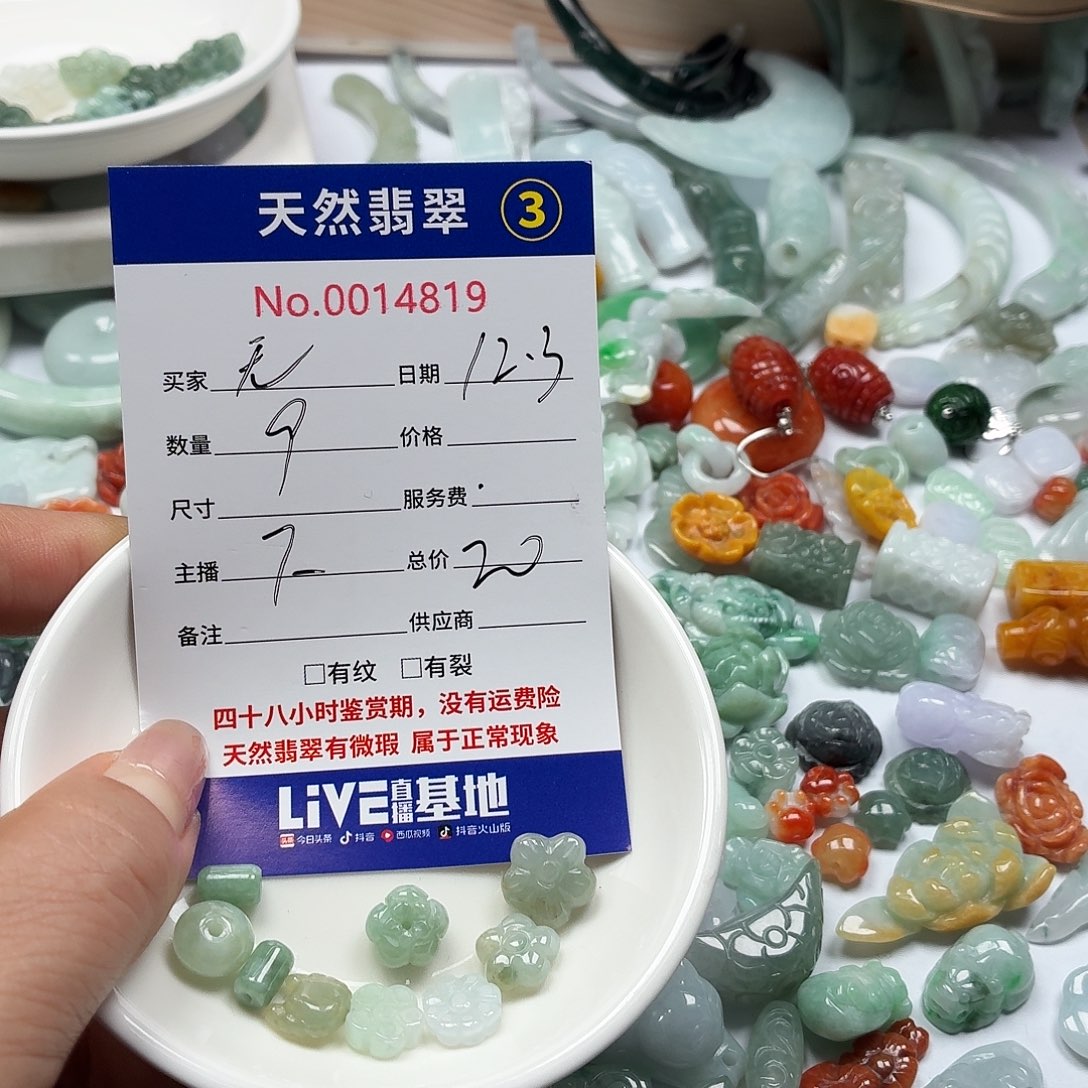 天然翡翠 3
No.0014819
买家 无 日期 12.3
数量 9 价格
尺寸 服务费
主播 总价 20
备注 供应商
□有纹 □有裂
四十八小时鉴赏期，没有运费险
天然翡翠有微瑕 属于正常现象
LiVE直播基地
头条 今日头条 抖音 西瓜视频 抖音火山版